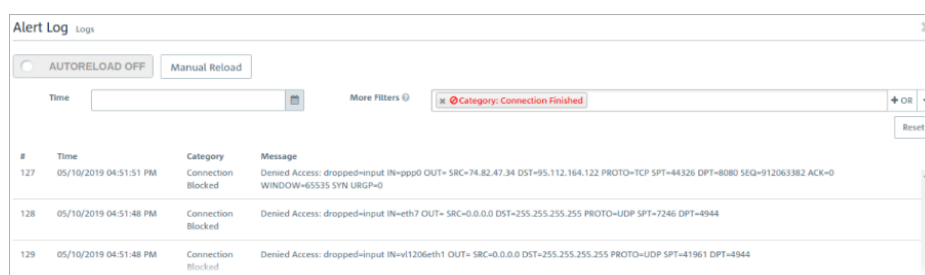 Alert Log Logs
AUTORELOAD OFF Manual Reload
Time More Filters Category: Connection Finished + OR
Reset
# Time Category Message
127 05/10/2019 04:51:51 PM Connection Denied Access: dropped=input IN=ppp0 OUT= SRC=74.82.47.34 DST=95.112.164.122 PROTO=TCP SPT=44326 DPT=8080 SEQ=912063382 ACK=0
Blocked WINDOW=65535 SYN URGP=0
128 05/10/2019 04:51:48 PM Connection Denied Access: dropped=input IN=eth7 OUT= SRC=0.0.0.0 DST=255.255.255.255 PROTO=UDP SPT=7246 DPT=4944
Blocked
129 05/10/2019 04:51:48 PM Connection Denied Access: dropped=input IN=vl1206eth1 OUT= SRC=0.0.0.0 DST=255.255.255.255 PROTO=UDP SPT=41961 DPT=4944
Blocked